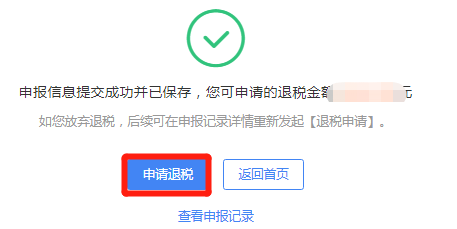 申报信息提交成功并已保存，您可申请的退税金额 元
如您放弃退税，后续可在申报记录详情重新发起【退税申请】。
申请退税 返回首页
查看申报记录